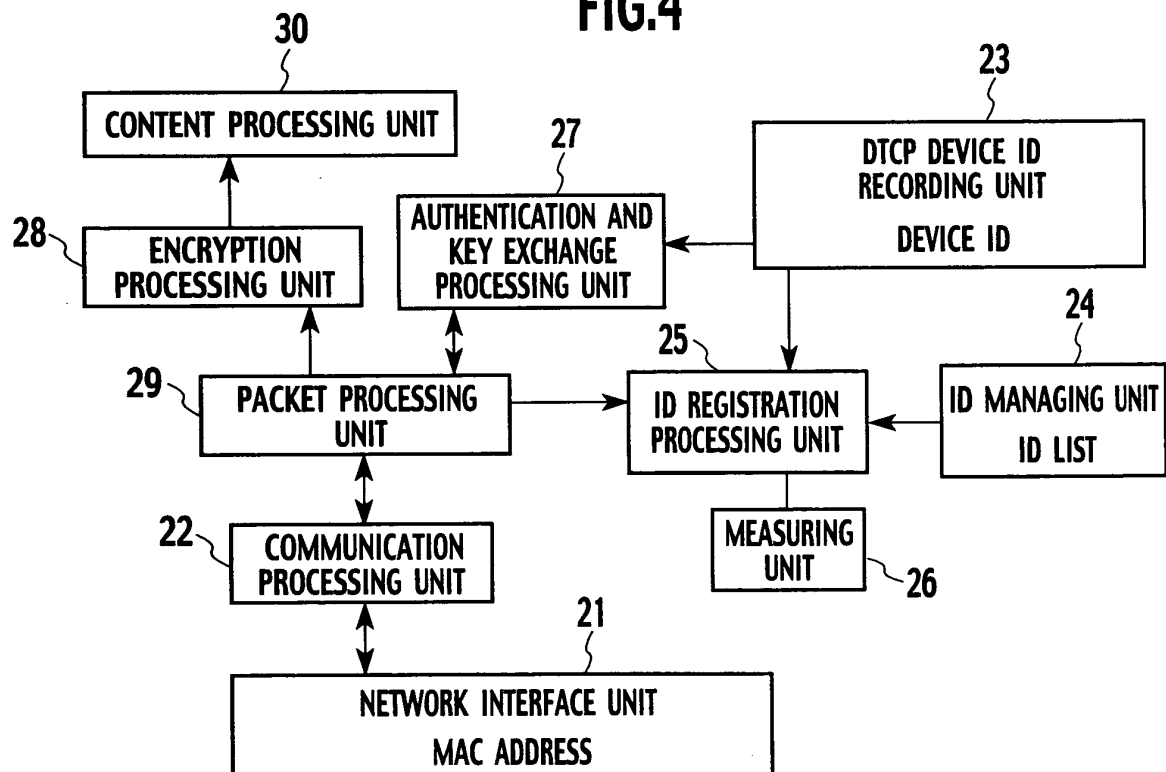 FIG.4
30
CONTENT PROCESSING UNIT
23
DTCP DEVICE ID
RECORDING UNIT
DEVICE ID
27
AUTHENTICATION AND
KEY EXCHANGE
PROCESSING UNIT
28
ENCRYPTION
PROCESSING UNIT
24
ID MANAGING UNIT
ID LIST
25
ID REGISTRATION
PROCESSING UNIT
29
PACKET PROCESSING
UNIT
22
COMMUNICATION
PROCESSING UNIT
MEASURING
UNIT
26
21
NETWORK INTERFACE UNIT
MAC ADDRESS